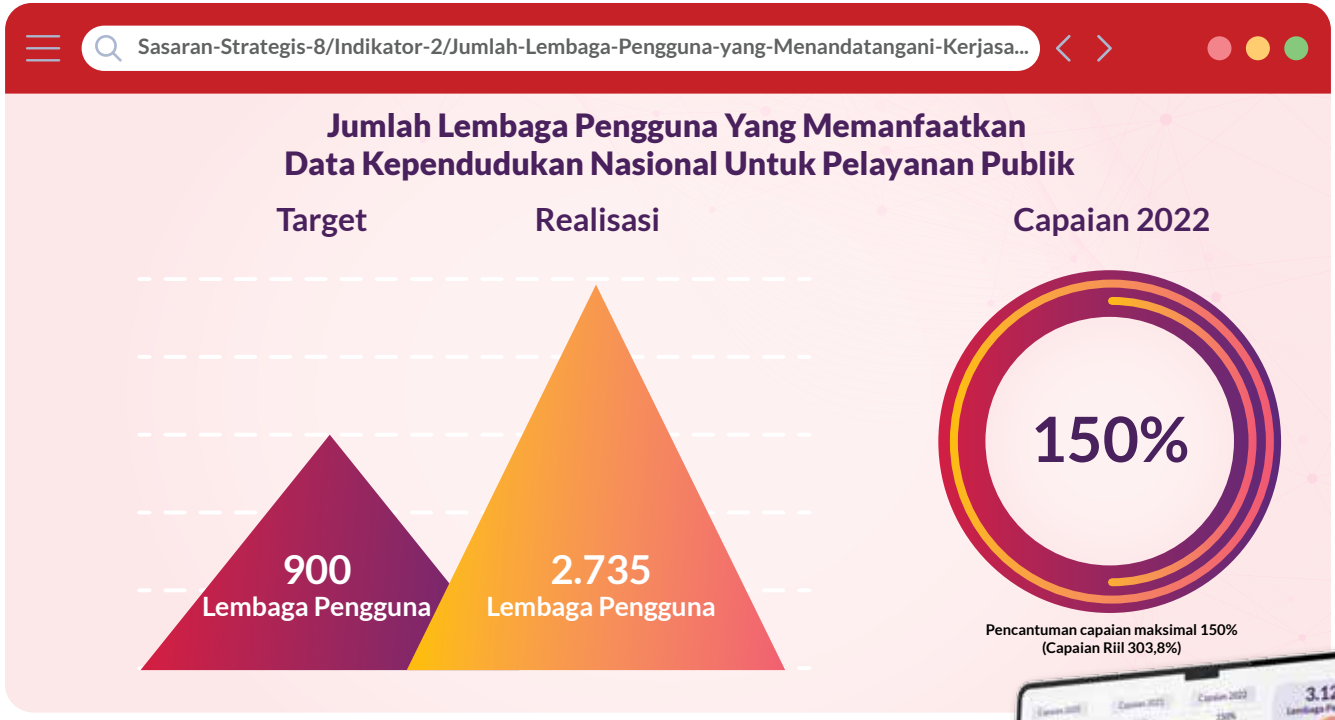 Sasaran-Strategis-8/Indikator-2/Jumlah-Lembaga-Pengguna-yang-Menandatangani-Kerjasa...
Jumlah Lembaga Pengguna Yang Memanfaatkan
Data Kependudukan Nasional Untuk Pelayanan Publik
Target
Realisasi
Capaian 2022
900
Lembaga Pengguna
2.735
Lembaga Pengguna
150%
Pencantuman capaian maksimal 150%
(Capaian Riil 303,8%)
3.12
Capaian 2022
150%